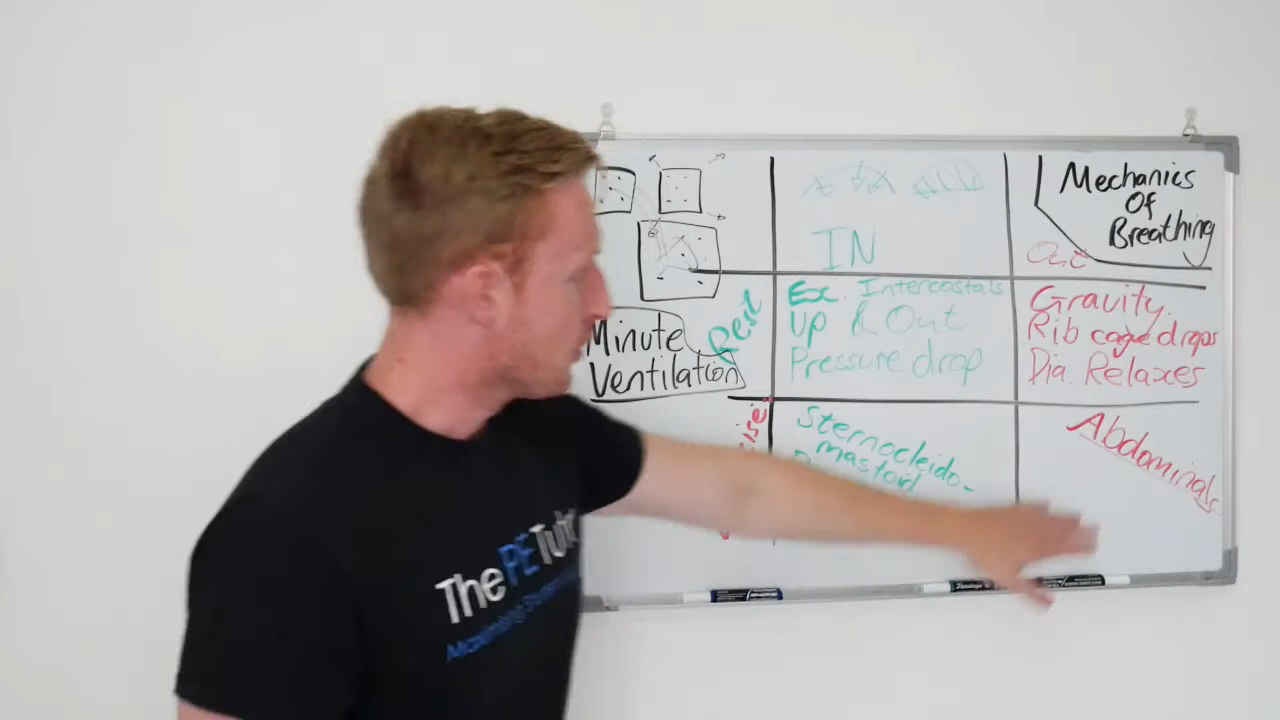 Mechanics
Of
Breathing
IN
Out
Rest
Ex. Intercostals
Up & Out
Pressure drop
Gravity.
Rib cage drops
Dia. Relaxes
Minute
Ventilation
Sternocleido-
mastoid
Abdominals
The PE Tut